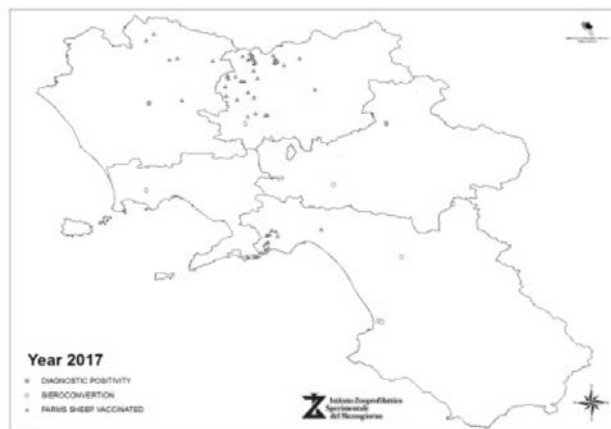 Year 2017
DIAGNOSTIC POSITIVITY
SIEROCONVERTION
FARMS SHEEP VACCINATED
Istituto Zooprofilattico
Sperimentale
del Mezzogiorno